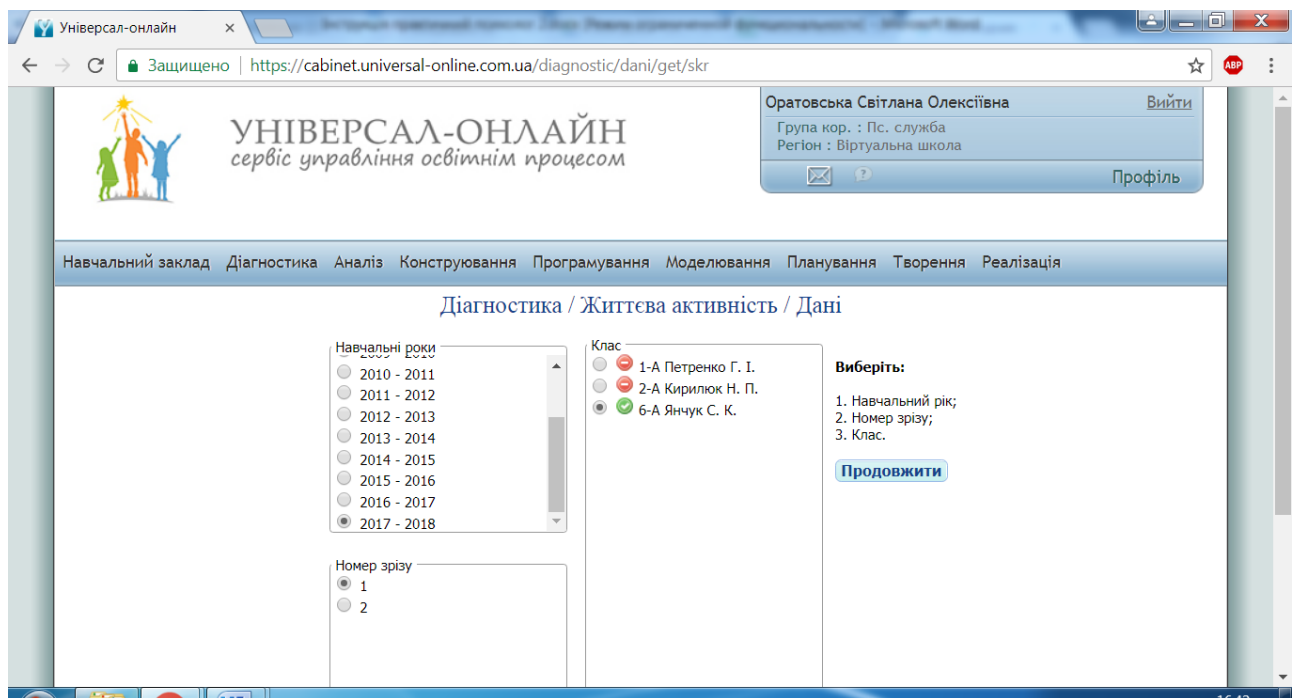 Універсал-онлайн
Защищено | https://cabinet.universal-online.com.ua/diagnostic/dani/get/skr
ABP
УНІВЕРСАЛ-ОНЛАЙН
сервіс управління освітнім процесом
Оратовська Світлана Олексіївна Выйти
Група кор. : Пс. служба
Регіон : Віртуальна школа
Профіль
Навчальний заклад Діагностика Аналіз Конструювання Програмування Моделювання Планування Творення Реалізація
Діагностика / Життєва активність / Дані
Навчальні роки
2009 - 2010
2010 - 2011
2011 - 2012
2012 - 2013
2013 - 2014
2014 - 2015
2015 - 2016
2016 - 2017
2017 - 2018
Номер зрізу
1
2
Клас
1-А Петренко Г. І.
2-А Кирилюк Н. П.
6-А Янчук С. К.
Виберіть:
1. Навчальний рік;
2. Номер зрізу;
3. Клас.
Продовжити